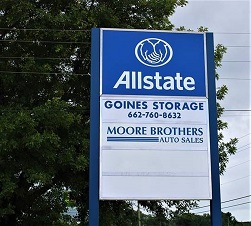 Allstate
GOINES STORAGE
662-760-8632
MOORE BROTHERS
AUTO SALES